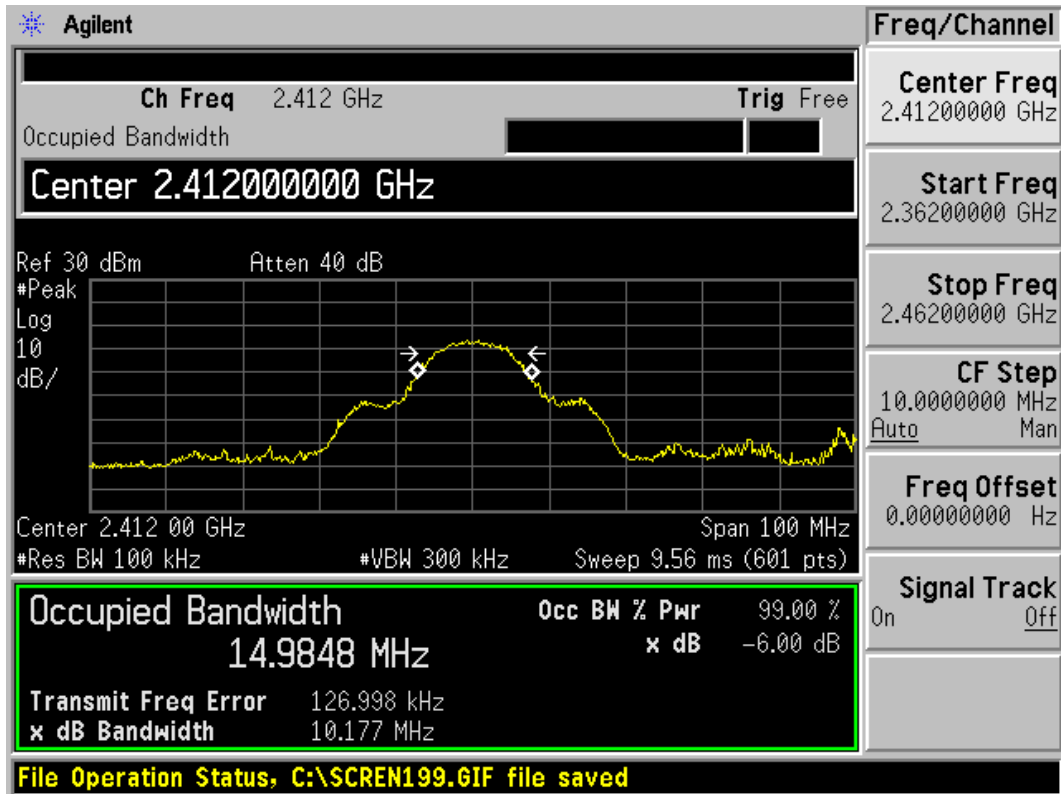 Agilent
Freq/Channel
Ch Freq 2.412 GHz Trig Free
Occupied Bandwidth
Center 2.412000000 GHz
Ref 30 dBm Atten 40 dB
#Peak
Log
10
dB/
Center 2.412 00 GHz Span 100 MHz
#Res BW 100 kHz #VBW 300 kHz Sweep 9.56 ms (601 pts)
Occupied Bandwidth Occ BW % Pwr 99.00 %
14.9848 MHz x dB -6.00 dB
Transmit Freq Error 126.998 kHz
x dB Bandwidth 10.177 MHz
File Operation Status, C:\SCREN199.GIF file saved
Center Freq
2.41200000 GHz
Start Freq
2.36200000 GHz
Stop Freq
2.46200000 GHz
CF Step
10.0000000 MHz
Auto Man
Freq Offset
0.00000000 Hz
Signal Track
On Off